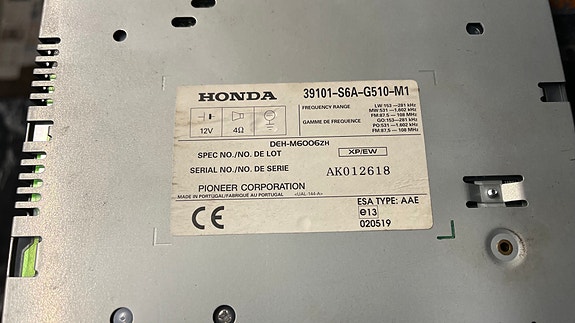 HONDA 39101-S6A-G510-M1
12V 4Ω
FREQUENCY RANGE LW:153—281 kHz
MW:531—1,602 kHz
FM:87.5— 108 MHz
GAMME DE FREQUENCE GO:153—281 kHz
PO:531—1,602 kHz
FM:87.5— 108 MHz
DEH-M6006ZH
SPEC NO./NO. DE LOT XP/EW
SERIAL NO./NO. DE SERIE AK012618
PIONEER CORPORATION
MADE IN PORTUGAL/FABRIQUE AU PORTUGAL <UAL-144-A>
CE
ESA TYPE: AAE
e13
020519